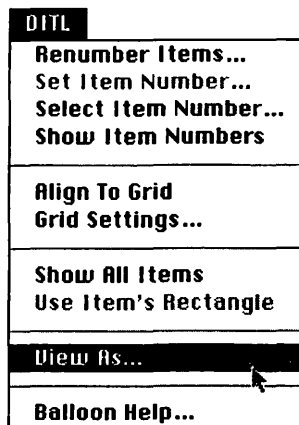 DITL
Renumber Items...
Set Item Number...
Select Item Number...
Show Item Numbers
Align To Grid
Grid Settings...
Show All Items
Use Item's Rectangle
View As...
Balloon Help...